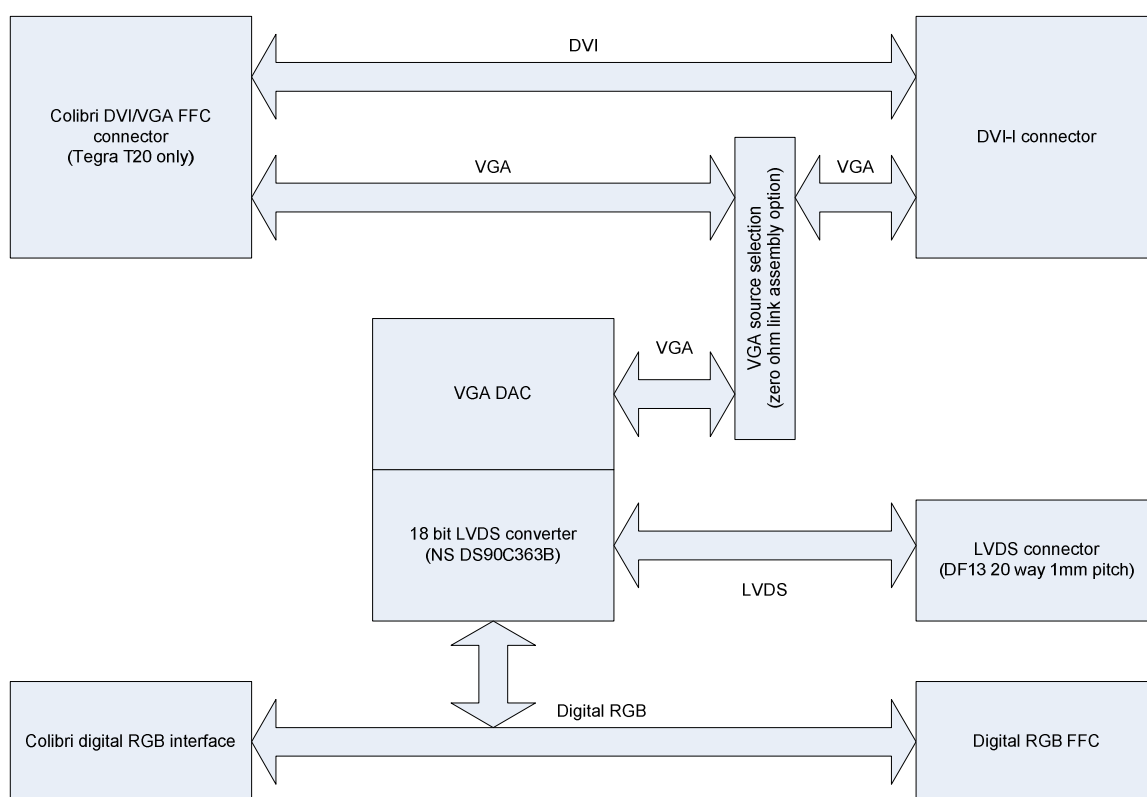 DVI
Colibri DVI/VGA FFC
connector
(Tegra T20 only)
DVI-I connector
VGA
VGA
VGA source selection
(zero ohm link assembly option)
VGA
VGA DAC
18 bit LVDS converter
(NS DS90C363B)
LVDS connector
(DF13 20 way 1mm pitch)
LVDS
Digital RGB
Colibri digital RGB interface
Digital RGB FFC